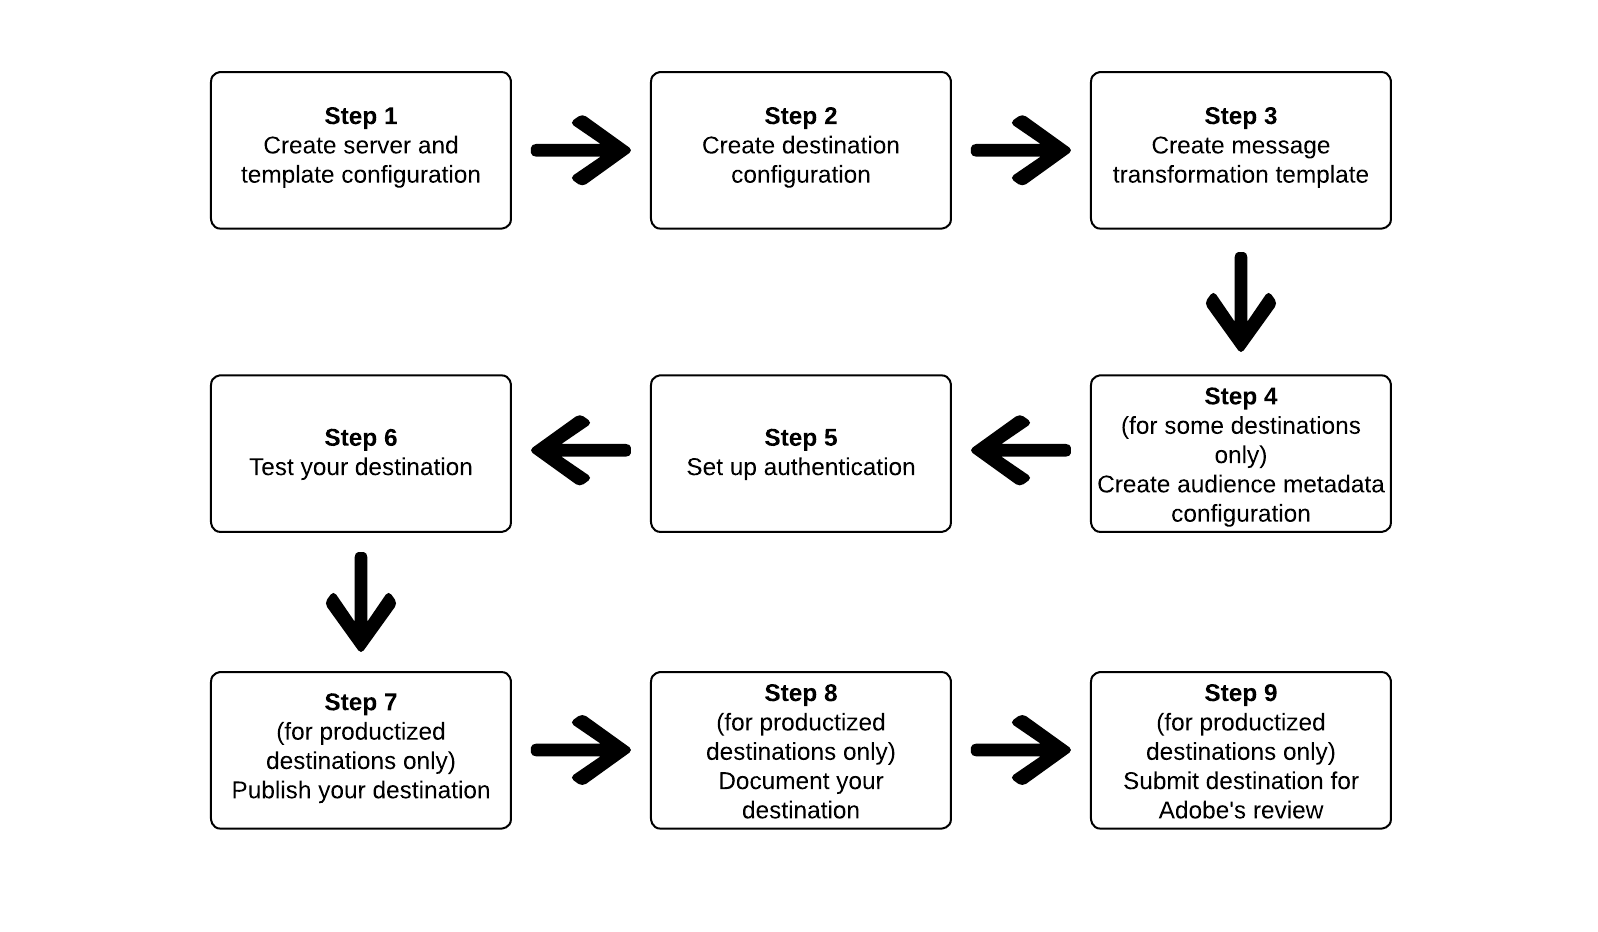 Step 1
Create server and
template configuration
Step 2
Create destination
configuration
Step 3
Create message
transformation template
Step 4
(for some destinations
only)
Create audience metadata
configuration
Step 5
Set up authentication
Step 6
Test your destination
Step 7
(for productized
destinations only)
Publish your destination
Step 8
(for productized
destinations only)
Document your
destination
Step 9
(for productized
destinations only)
Submit destination for
Adobe's review